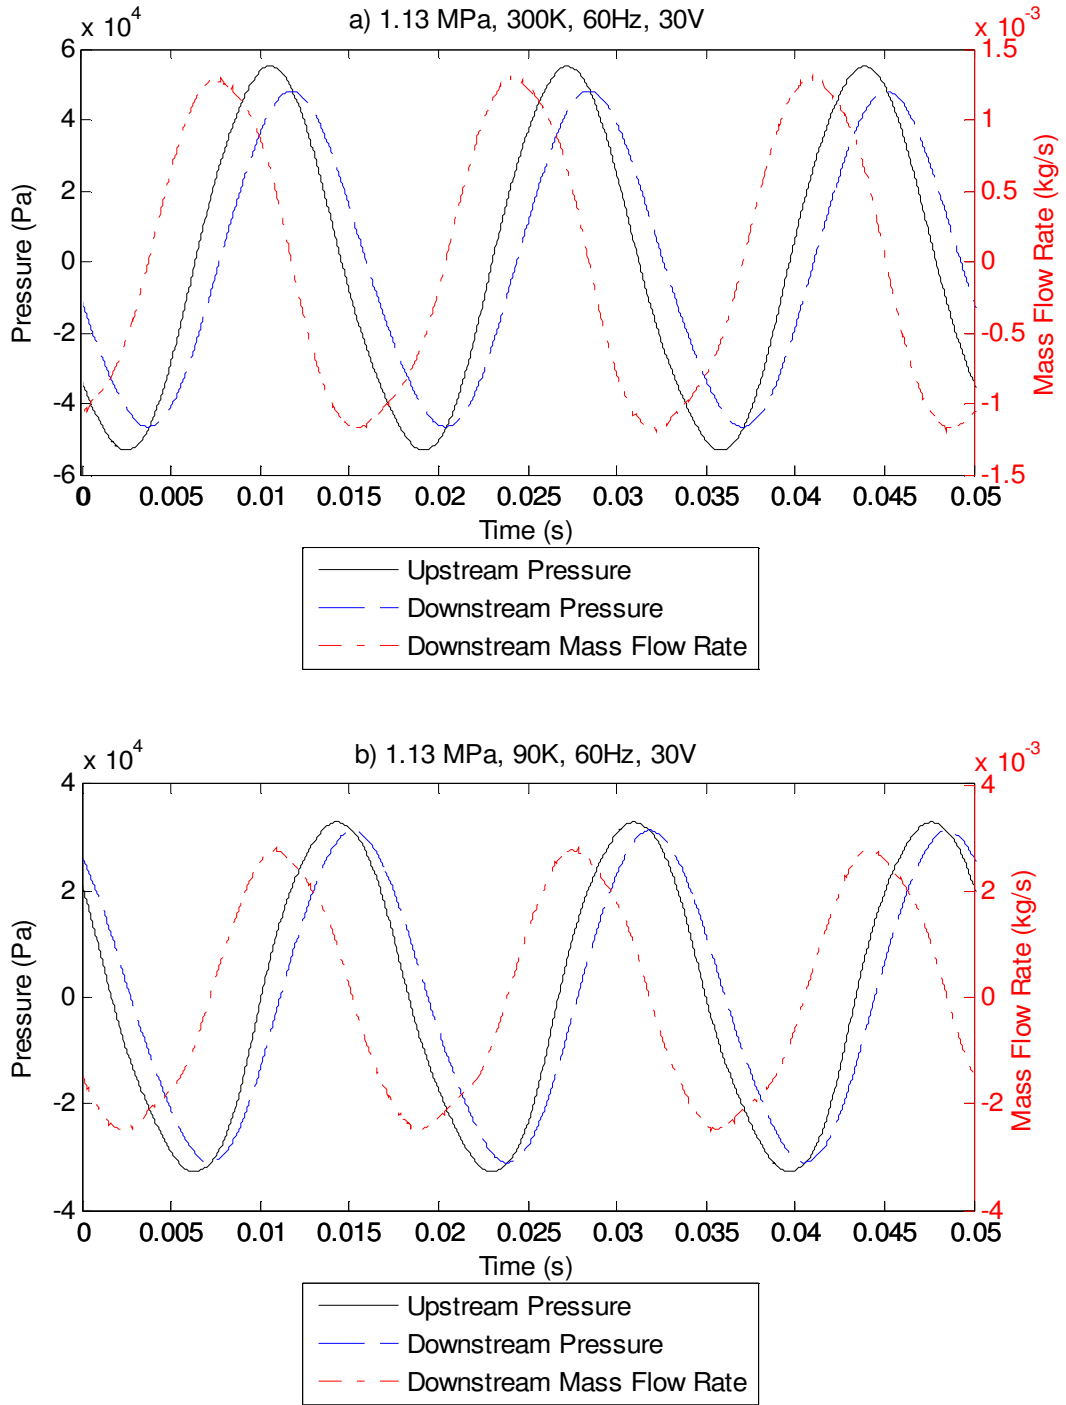 x 10^4
a) 1.13 MPa, 300K, 60Hz, 30V
x 10^-3
6
4
2
0
-2
-4
-6
Pressure (Pa)
1.5
1
0.5
0
-0.5
-1
-1.5
Mass Flow Rate (kg/s)
0 0.005 0.01 0.015 0.02 0.025 0.03 0.035 0.04 0.045 0.05
Time (s)
Upstream Pressure
Downstream Pressure
Downstream Mass Flow Rate
x 10^4
b) 1.13 MPa, 90K, 60Hz, 30V
x 10^-3
4
2
0
-2
-4
Pressure (Pa)
4
2
0
-2
-4
Mass Flow Rate (kg/s)
0 0.005 0.01 0.015 0.02 0.025 0.03 0.035 0.04 0.045 0.05
Time (s)
Upstream Pressure
Downstream Pressure
Downstream Mass Flow Rate